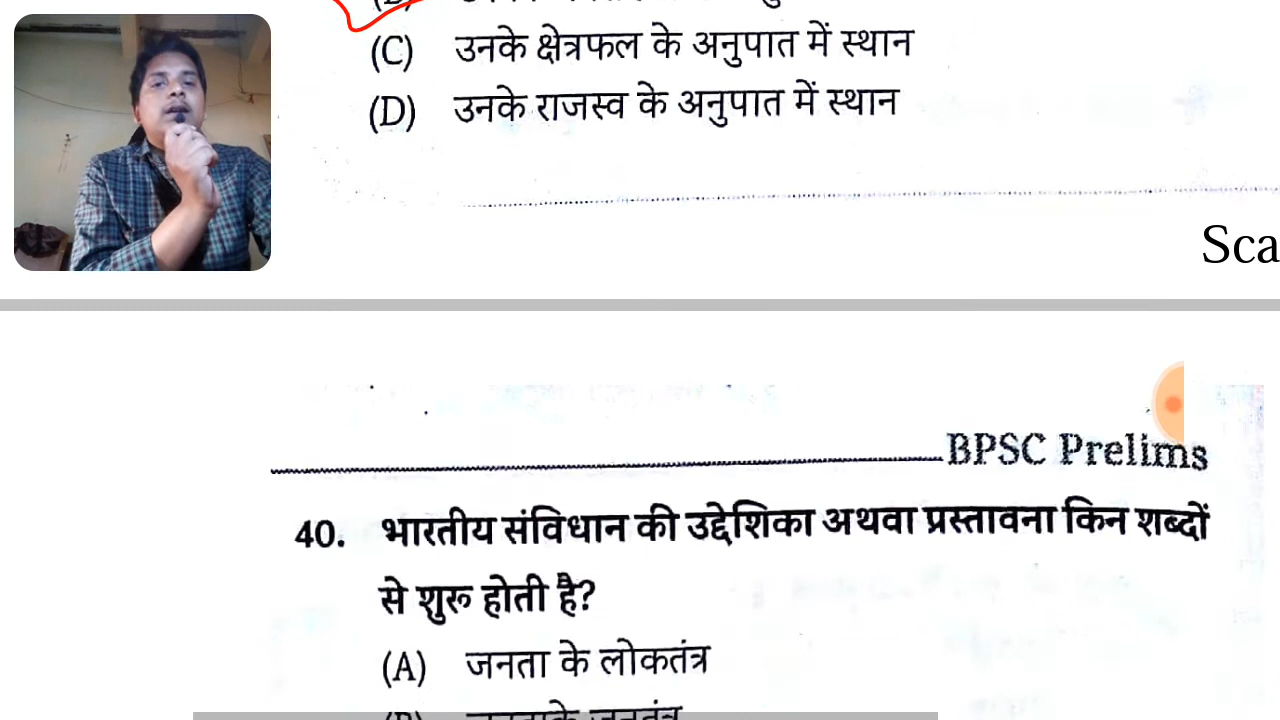 (C) उनके क्षेत्रफल के अनुपात में स्थान
(D) उनके राजस्व के अनुपात में स्थान
Sca
BPSC Prelims
40. भारतीय संविधान की उद्देशिका अथवा प्रस्तावना किन शब्दों
से शुरू होती है?
(A) जनता के लोकतंत्र